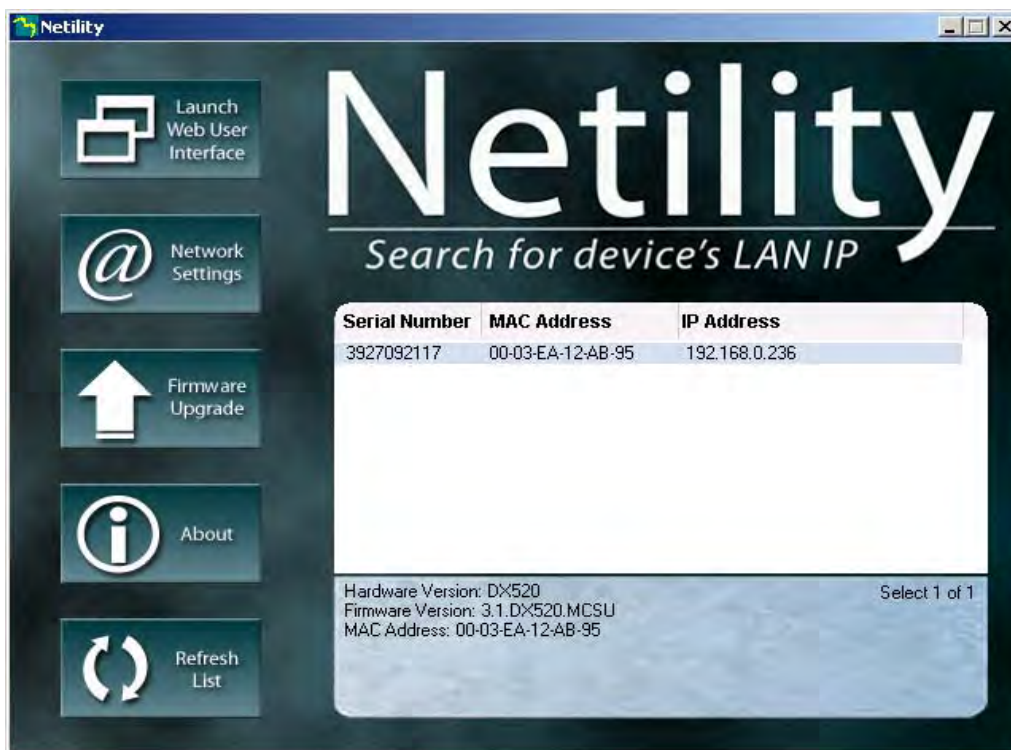 Netility
Launch
Web User
Interface
Network
Settings
Firmware
Upgrade
About
Refresh
List
Netility
Search for device's LAN IP
Serial Number MAC Address IP Address
3927092117 00-03-EA-12-AB-95 192.168.0.236
Hardware Version: DX520 Select 1 of 1
Firmware Version: 3.1.DX520.MCSU
MAC Address: 00-03-EA-12-AB-95